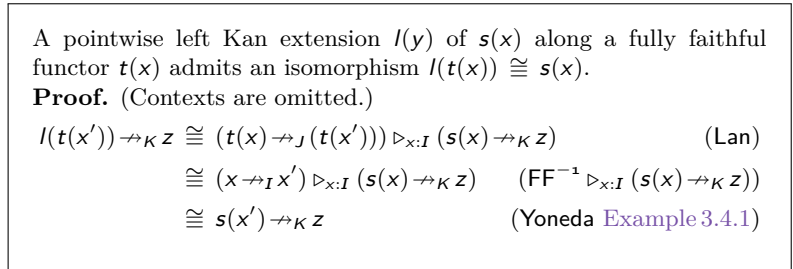 A pointwise left Kan extension l(y) of s(x) along a fully faithful
functor t(x) admits an isomorphism l(t(x)) ≅ s(x).
Proof. (Contexts are omitted.)
l(t(x′)) ↛_K z ≅ (t(x) ↛_J (t(x′))) ▷_{x:I} (s(x) ↛_K z) (Lan)
≅ (x ↛_I x′) ▷_{x:I} (s(x) ↛_K z) (FF⁻¹ ▷_{x:I} (s(x) ↛_K z))
≅ s(x′) ↛_K z (Yoneda Example 3.4.1)